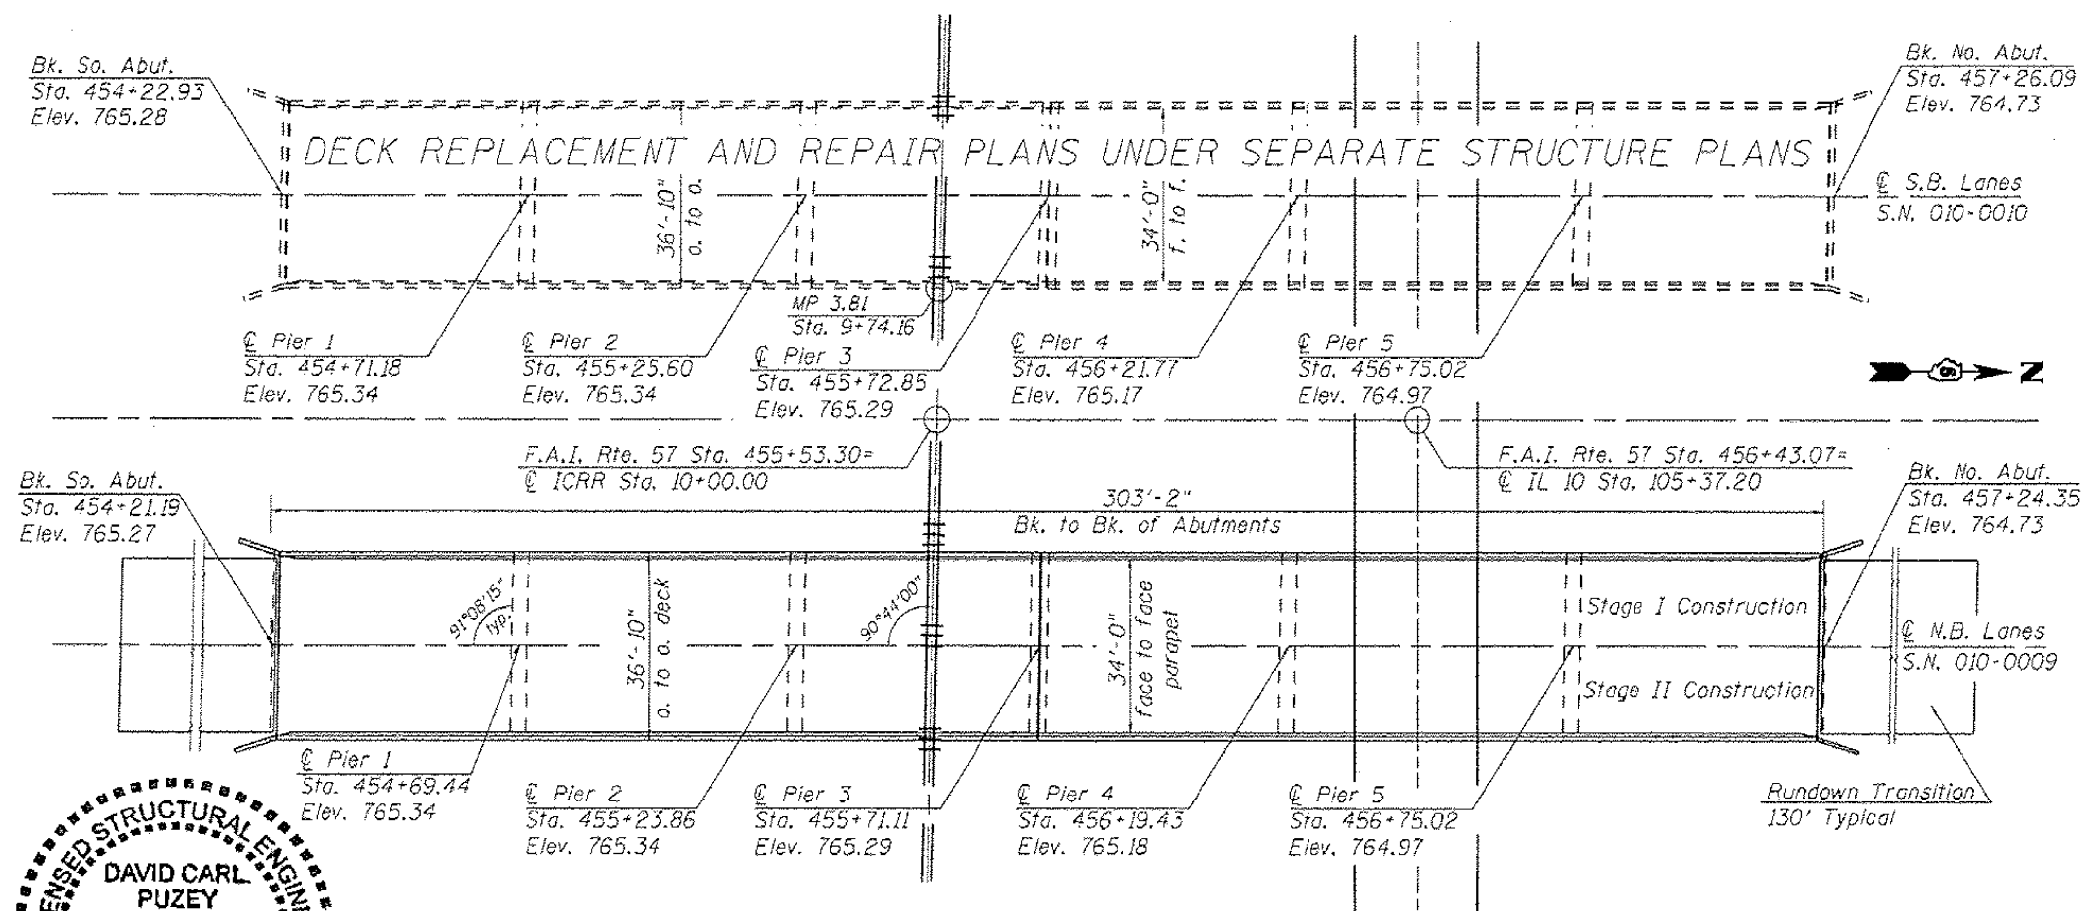 Bk. So. Abut.
Sta. 454+22.93
Elev. 765.28
Bk. No. Abut.
Sta. 457+26.09
Elev. 764.73
DECK REPLACEMENT AND REPAIR PLANS UNDER SEPARATE STRUCTURE PLANS
36'-10"
o. to o.
34'-0"
f. to f.
℄ S.B. Lanes
S.N. 010-0010
MP 3.81
Sta. 9+74.16
℄ Pier 1
Sta. 454+71.18
Elev. 765.34
℄ Pier 2
Sta. 455+25.60
Elev. 765.34
℄ Pier 3
Sta. 455+72.85
Elev. 765.29
℄ Pier 4
Sta. 456+21.77
Elev. 765.17
℄ Pier 5
Sta. 456+75.02
Elev. 764.97
N
F.A.I. Rte. 57 Sta. 455+53.30=
℄ ICRR Sta. 10+00.00
F.A.I. Rte. 57 Sta. 456+43.07=
℄ IL 10 Sta. 105+37.20
Bk. So. Abut.
Sta. 454+21.19
Elev. 765.27
303'-2"
Bk. to Bk. of Abutments
Bk. No. Abut.
Sta. 457+24.35
Elev. 764.73
91°08'15"
typ.
36'-10"
o. to o. deck
90°44'00"
34'-0"
face to face
parapet
Stage I Construction
℄ N.B. Lanes
S.N. 010-0009
Stage II Construction
℄ Pier 1
Sta. 454+69.44
Elev. 765.34
℄ Pier 2
Sta. 455+23.86
Elev. 765.34
℄ Pier 3
Sta. 455+71.11
Elev. 765.29
℄ Pier 4
Sta. 456+19.43
Elev. 765.18
℄ Pier 5
Sta. 456+75.02
Elev. 764.97
Rundown Transition
130' Typical
ENSED STRUCTURAL ENGIN
DAVID CARL
PUZEY